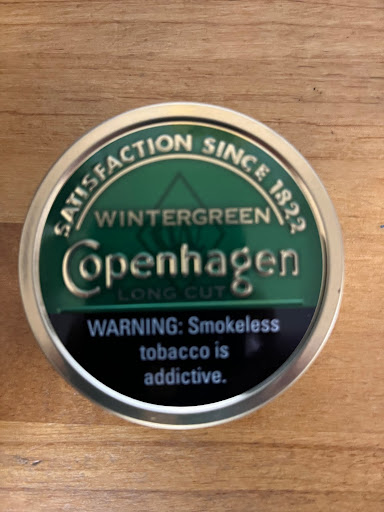 SATISFACTION SINCE 1822
WINTERGREEN
Copenhagen
LONG CUT
WARNING: Smokeless
tobacco is
addictive.